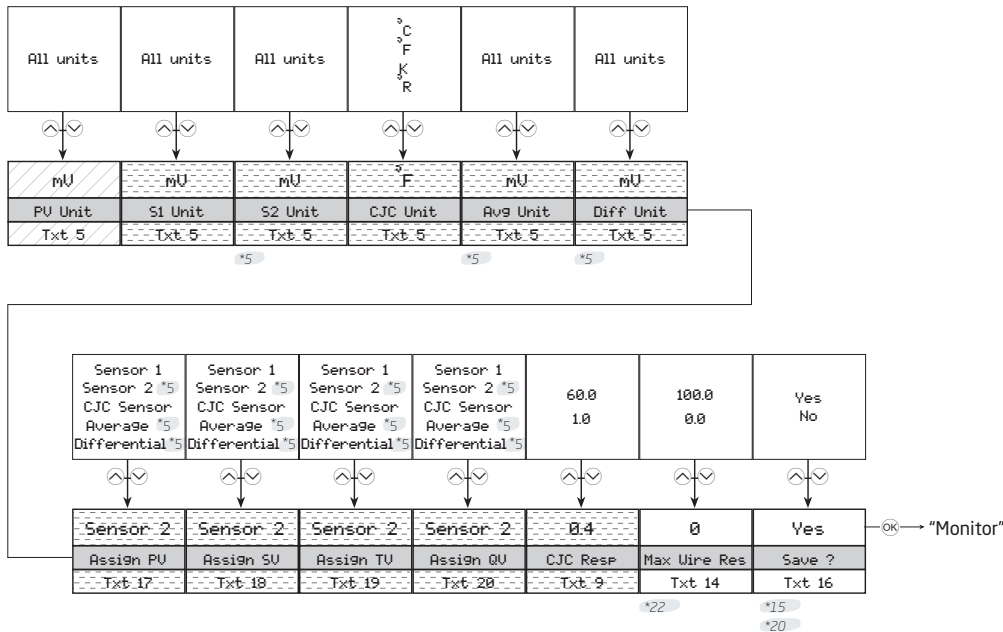 All units All units All units °C All units All units
°F
K
°R
mV mV mV °F mV mV
PV Unit S1 Unit S2 Unit CJC Unit Avg Unit Diff Unit
Txt 5 Txt 5 Txt 5 Txt 5 Txt 5 Txt 5
*5 *5 *5
Sensor 1 Sensor 1 Sensor 1 Sensor 1
Sensor 2 *5 Sensor 2 *5 Sensor 2 *5 Sensor 2 *5 60.0 100.0 Yes
CJC Sensor CJC Sensor CJC Sensor CJC Sensor
Average *5 Average *5 Average *5 Average *5 1.0 0.0 No
Differential *5 Differential *5 Differential *5 Differential *5
Sensor 2 Sensor 2 Sensor 2 Sensor 2 0.4 0 Yes OK "Monitor"
Assign PV Assign SV Assign TV Assign QV CJC Resp Max Wire Res Save ?
Txt 17 Txt 18 Txt 19 Txt 20 Txt 9 Txt 14 Txt 16
*22 *15
*20